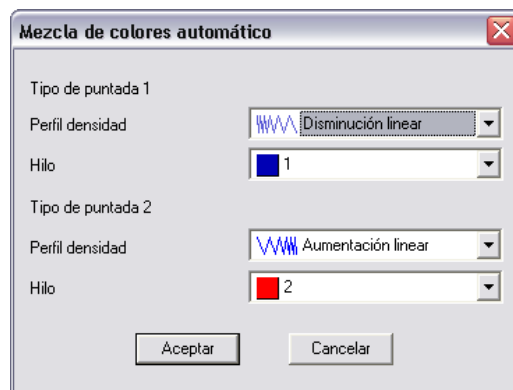 Mezcla de colores automático
Tipo de puntada 1
Perfil densidad Disminución linear
Hilo 1
Tipo de puntada 2
Perfil densidad Aumentación linear
Hilo 2
Aceptar Cancelar